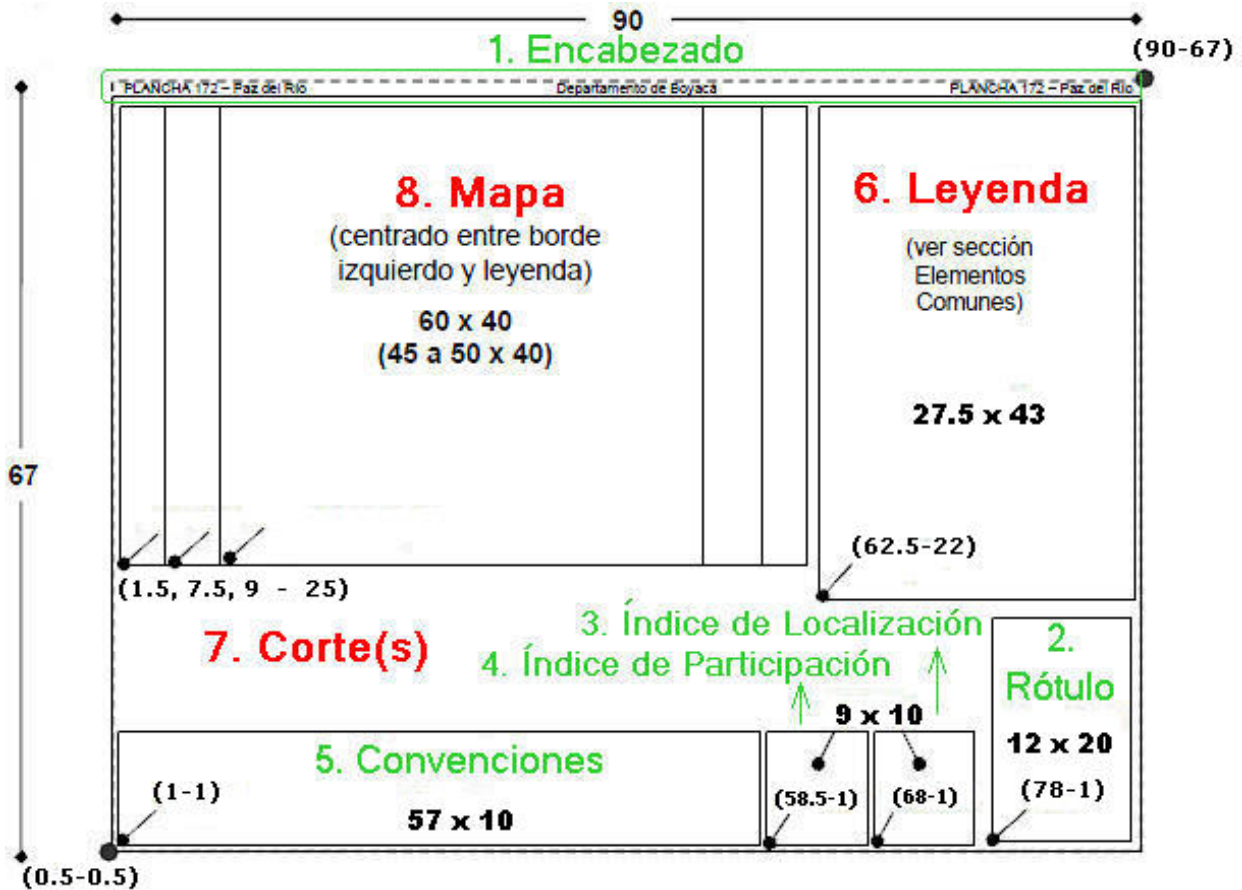 90
1. Encabezado
(90-67)
PLANCHA 172 – Paz del Río
Departamento de Boyacá
PLANCHA 172 – Paz del Río
8. Mapa
(centrado entre borde
izquierdo y leyenda)
60 x 40
(45 a 50 x 40)
6. Leyenda
(ver sección
Elementos
Comunes)
27.5 x 43
67
(62.5-22)
(1.5, 7.5, 9 - 25)
7. Corte(s)
3. Índice de Localización
4. Índice de Participación
2.
Rótulo
12 x 20
(78-1)
9 x 10
5. Convenciones
57 x 10
(1-1)
(58.5-1)
(68-1)
(0.5-0.5)